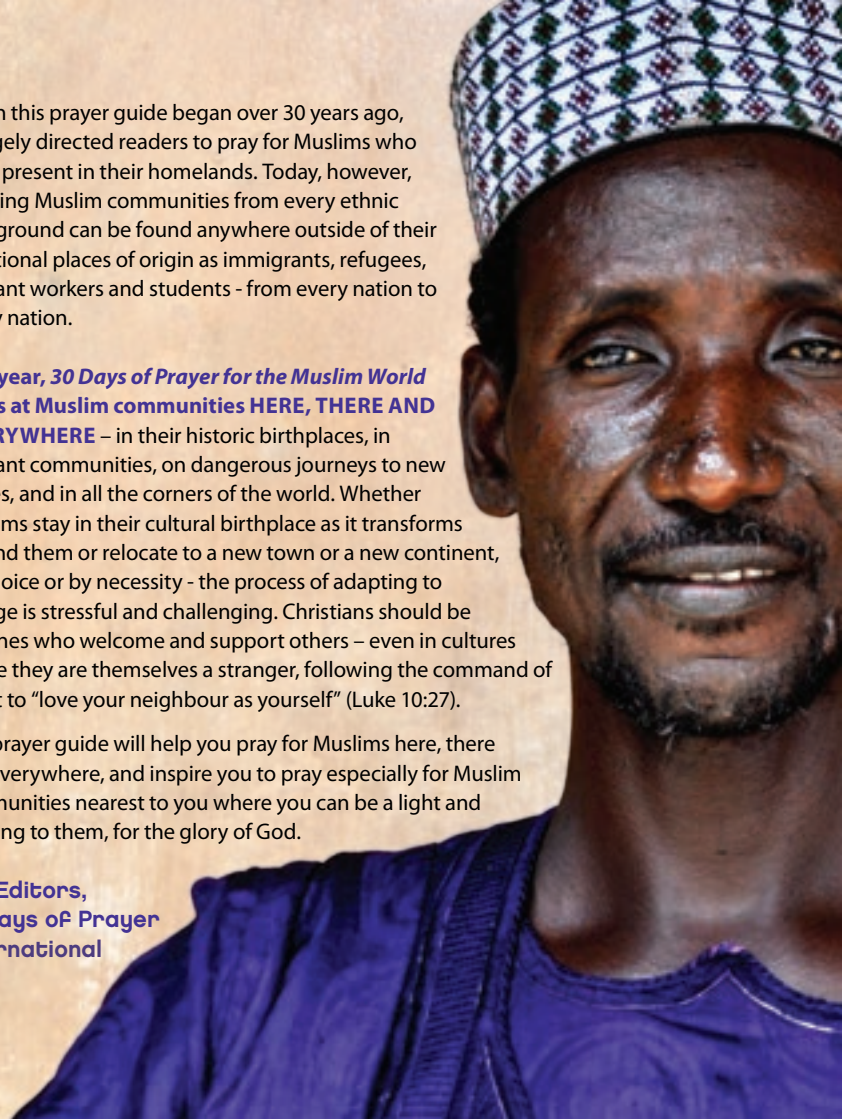 n this prayer guide began over 30 years ago,
gely directed readers to pray for Muslims who
present in their homelands. Today, however,
ing Muslim communities from every ethnic
ground can be found anywhere outside of their
tional places of origin as immigrants, refugees,
ant workers and students - from every nation to
y nation.
year, 30 Days of Prayer for the Muslim World
s at Muslim communities HERE, THERE AND
RYWHERE – in their historic birthplaces, in
ant communities, on dangerous journeys to new
es, and in all the corners of the world. Whether
ms stay in their cultural birthplace as it transforms
nd them or relocate to a new town or a new continent,
oice or by necessity - the process of adapting to
ge is stressful and challenging. Christians should be
nes who welcome and support others – even in cultures
e they are themselves a stranger, following the command of
t to “love your neighbour as yourself” (Luke 10:27).
prayer guide will help you pray for Muslims here, there
verywhere, and inspire you to pray especially for Muslim
munities nearest to you where you can be a light and
ng to them, for the glory of God.
Editors,
ays of Prayer
rnational